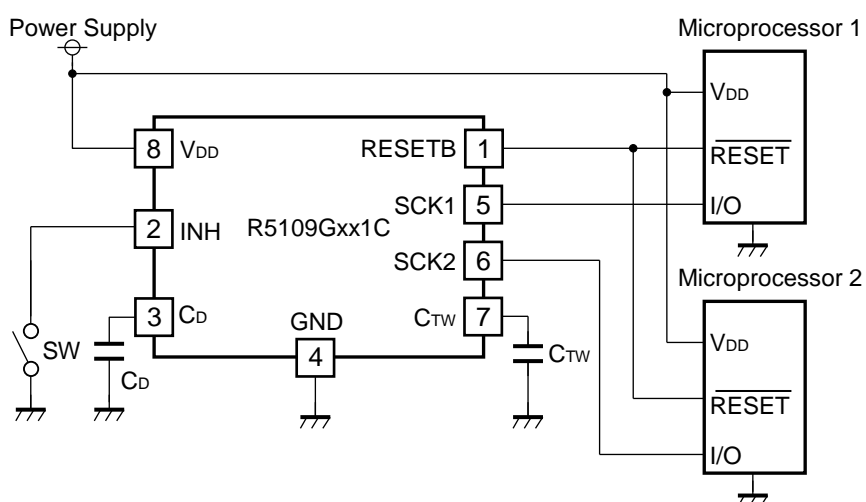 Power Supply
Microprocessor 1
VDD
RESET
I/O
8 VDD
RESETB 1
SCK1 5
2 INH
R5109Gxx1C
SCK2 6
3 CD
GND
4
CTW 7
SW
CD
CTW
Microprocessor 2
VDD
RESET
I/O